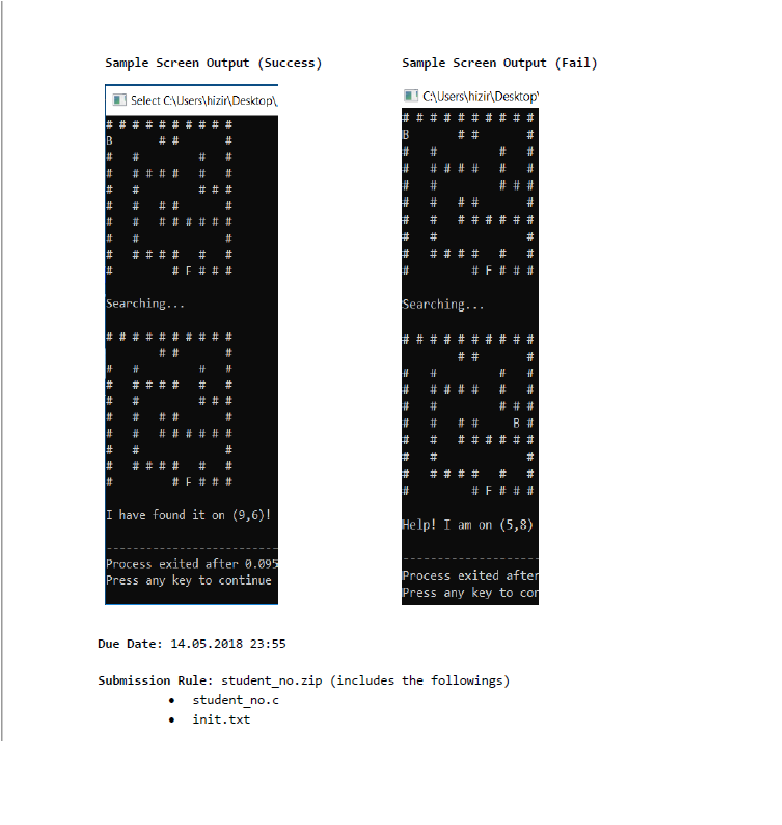 Sample Screen Output (Success)
Select C:\Users\hizir\Desktop\
# # # # # # # # # #
B       # #       #
#   #         #   #
#   # # # #   #   #
#   #         # # #
#   #   # #       #
#   #   # # # # # #
#   #             #
#   # # # #   #   #
#         # F # # #
Searching...
# # # # # # # # # #
        # #       #
#   #         #   #
#   # # # #   #   #
#   #         # # #
#   #   # #       #
#   #   # # # # # #
#   #             #
#   # # # #   #   #
#         # F # # #
I have found it on (9,6)!
--------------------------
Process exited after 0.095
Press any key to continue
Sample Screen Output (Fail)
C:\Users\hizir\Desktop\
# # # # # # # # # #
B       # #       #
#   #         #   #
#   # # # #   #   #
#   #         # # #
#   #   # #       #
#   #   # # # # # #
#   #             #
#   # # # #   #   #
#         # F # # #
Searching...
# # # # # # # # # #
        # #       #
#   #         #   #
#   # # # #   #   #
#   #         # # #
#   #   # #     B #
#   #   # # # # # #
#   #             #
#   # # # #   #   #
#         # F # # #
Help! I am on (5,8)
--------------------
Process exited after
Press any key to con
Due Date: 14.05.2018 23:55
Submission Rule: student_no.zip (includes the followings)
• student_no.c
• init.txt